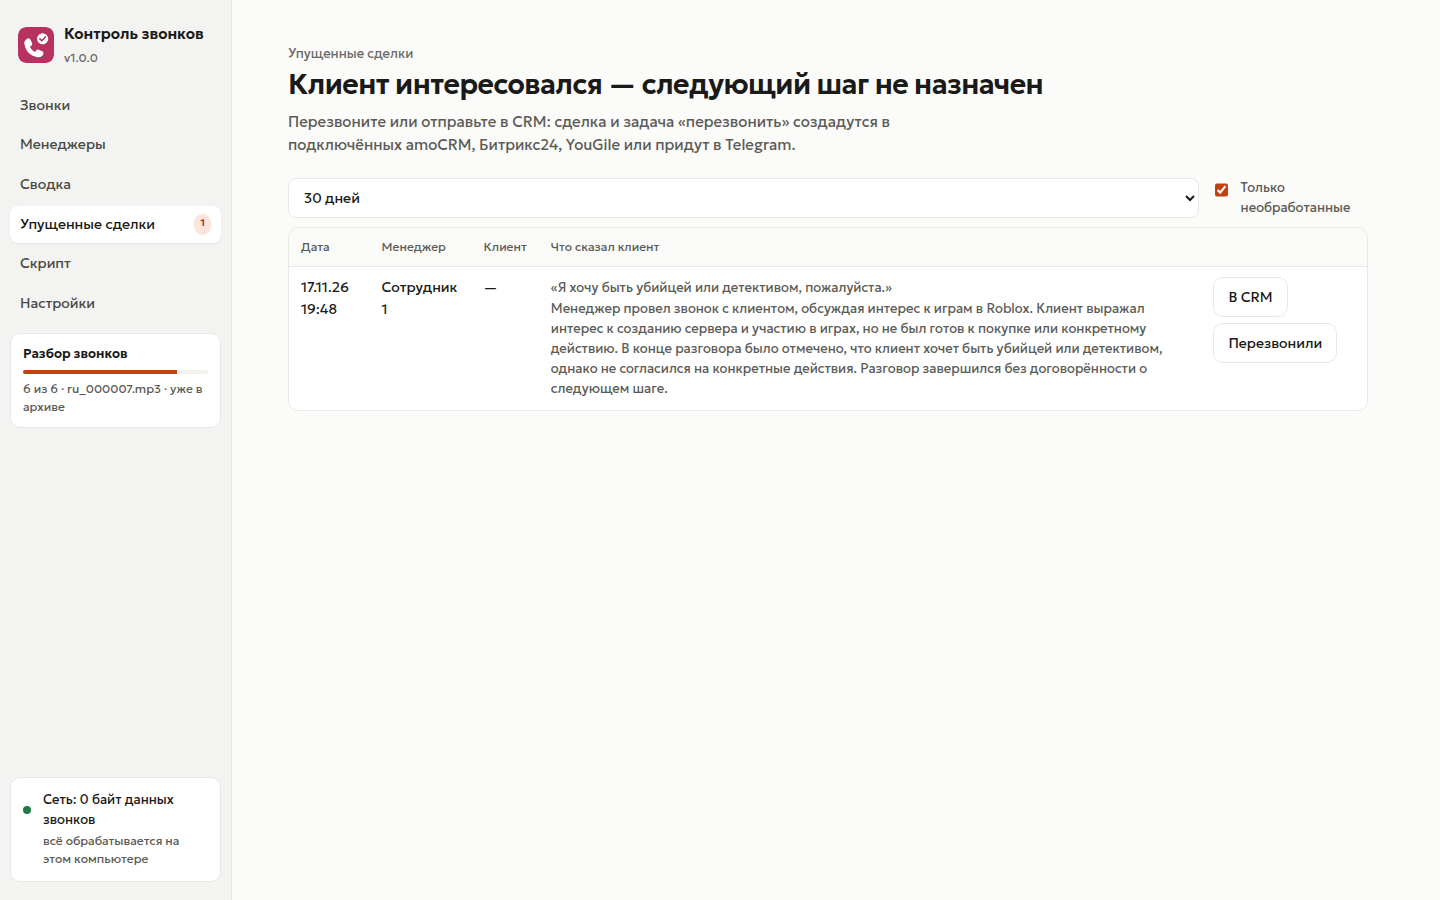 Контроль звонков
v1.0.0
Звонки
Менеджеры
Сводка
Упущенные сделки 1
Скрипт
Настройки
Разбор звонков
6 из 6 · ru_000007.mp3 · уже в
архиве
Сеть: 0 байт данных
звонков
всё обрабатывается на
этом компьютере
Упущенные сделки
Клиент интересовался — следующий шаг не назначен
Перезвоните или отправьте в CRM: сделка и задача «перезвонить» создадутся в
подключённых amoCRM, Битрикс24, YouGile или придут в Telegram.
30 дней
Только
необработанные
Дата Менеджер Клиент Что сказал клиент
17.11.26
19:48
Сотрудник
1
—
«Я хочу быть убийцей или детективом, пожалуйста.»
Менеджер провел звонок с клиентом, обсуждая интерес к играм в Roblox. Клиент выражал
интерес к созданию сервера и участию в играх, но не был готов к покупке или конкретному
действию. В конце разговора было отмечено, что клиент хочет быть убийцей или детективом,
однако не согласился на конкретные действия. Разговор завершился без договорённости о
следующем шаге.
В CRM
Перезвонили